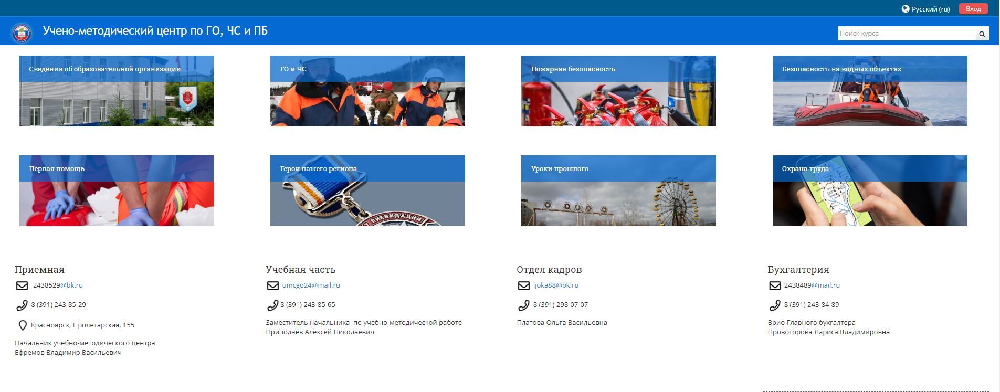 Русский (ru)
Вход
Учено-методический центр по ГО, ЧС и ПБ
Поиск курса
Сведения об образовательной организации
ГО и ЧС
Пожарная безопасность
Безопасность на водных объектах
Первая помощь
Герои нашего региона
Уроки прошлого
Охрана труда
ЛИКВИДАЦИИ
Приемная
2438529@bk.ru
8 (391) 243-85-29
Красноярск, Пролетарская, 155
Начальник учебно-методического центра
Ефремов Владимир Васильевич
Учебная часть
umcgo24@mail.ru
8 (391) 243-85-65
Заместитель начальника по учебно-методической работе
Приподаев Алексей Николаевич
Отдел кадров
ljoka88@bk.ru
8 (391) 298-07-07
Платова Ольга Васильевна
Бухгалтерия
2438489@mail.ru
8 (391) 243-84-89
Врио Главного бухгалтера
Провоторова Лариса Владимировна